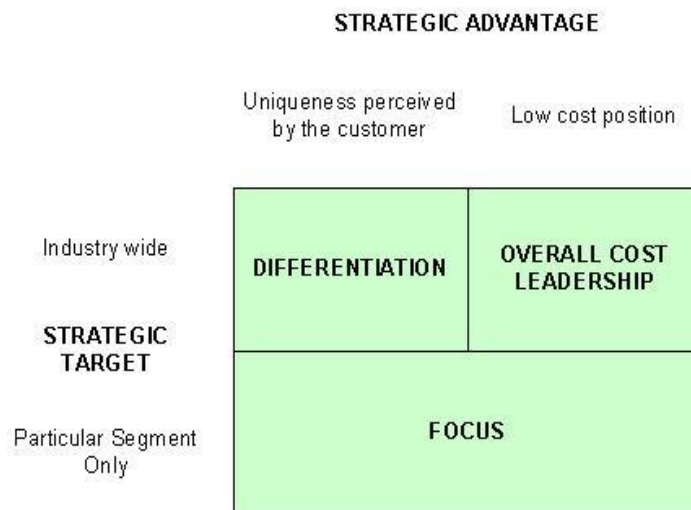 STRATEGIC ADVANTAGE
Uniqueness perceived
by the customer
Low cost position
Industry wide
DIFFERENTIATION
OVERALL COST
LEADERSHIP
STRATEGIC
TARGET
Particular Segment
Only
FOCUS